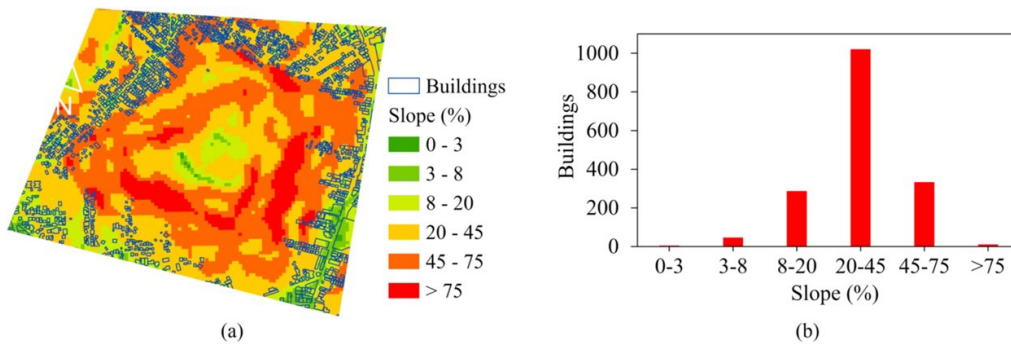 N
Buildings
Slope (%)
0 - 3
3 - 8
8 - 20
20 - 45
45 - 75
> 75
(a)
1000
800
600
400
200
0
Buildings
0-3 3-8 8-20 20-45 45-75 >75
Slope (%)
(b)